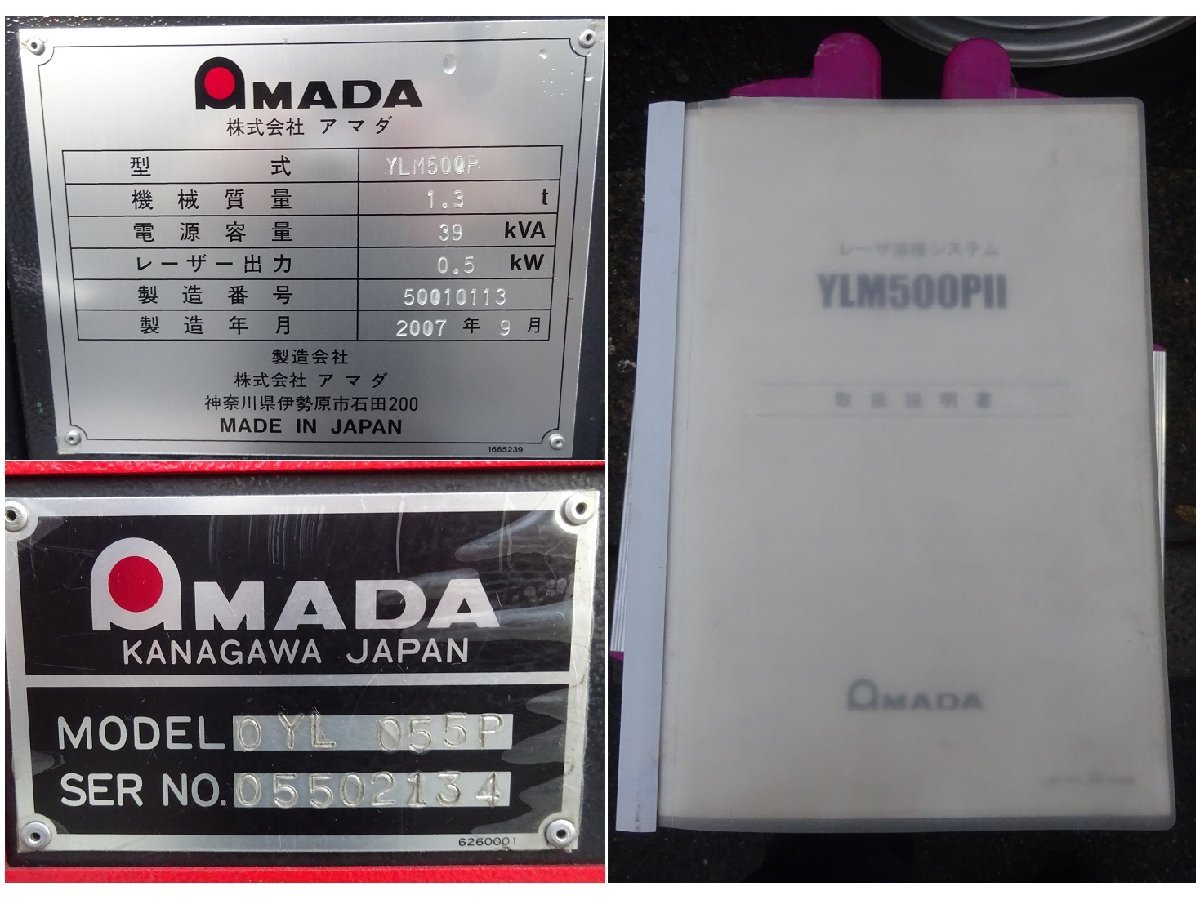 AMADA
株式会社 アマダ
型式 YLM500P
機械質量 1.3 t
電源容量 39 kVA
レーザー出力 0.5 kW
製造番号 50010113
製造年月 2007 年 9 月
製造会社
株式会社 アマダ
神奈川県伊勢原市石田200
MADE IN JAPAN
1665239
AMADA
KANAGAWA JAPAN
MODEL OYL 055P
SER NO. 05502134
6260001
レーザ溶接システム
YLM500PII
取扱説明書
AMADA